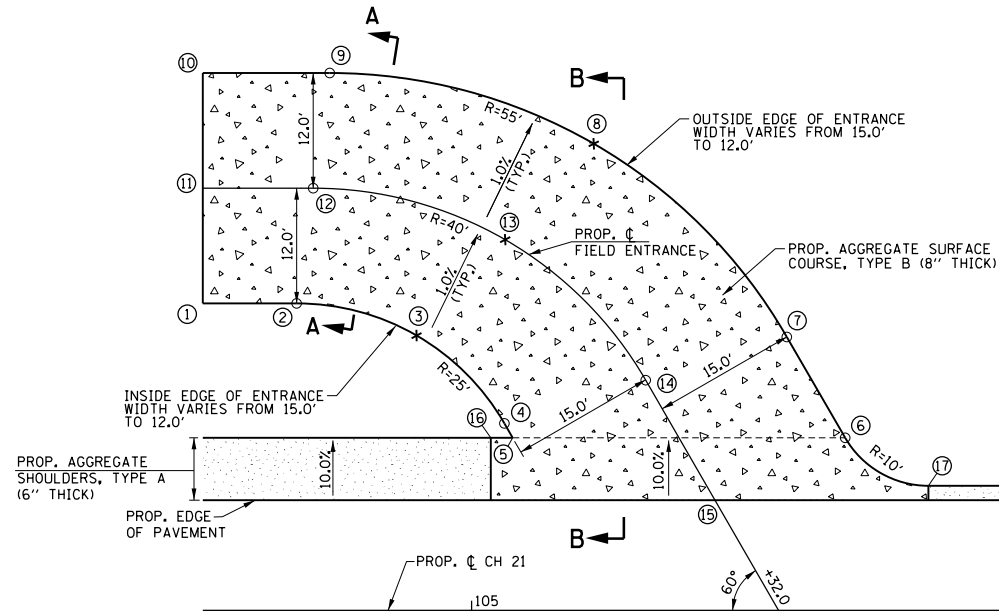 A
10
9
B
8
R=55'
OUTSIDE EDGE OF ENTRANCE
WIDTH VARIES FROM 15.0'
TO 12.0'
12.0'
1.0%
(TYP.)
11
12
R=40'
13
PROP. ℄
FIELD ENTRANCE
PROP. AGGREGATE SURFACE
COURSE, TYPE B (8" THICK)
12.0'
1.0%
(TYP.)
1
2
A
3
7
R=25'
15.0'
14
INSIDE EDGE OF ENTRANCE
WIDTH VARIES FROM 15.0'
TO 12.0'
16
4
15.0'
5
6
R=10'
17
PROP. AGGREGATE
SHOULDERS, TYPE A
(6" THICK)
10.0%
10.0%
PROP. EDGE
OF PAVEMENT
15
B
PROP. ℄ CH 21
105
60°
+32.0